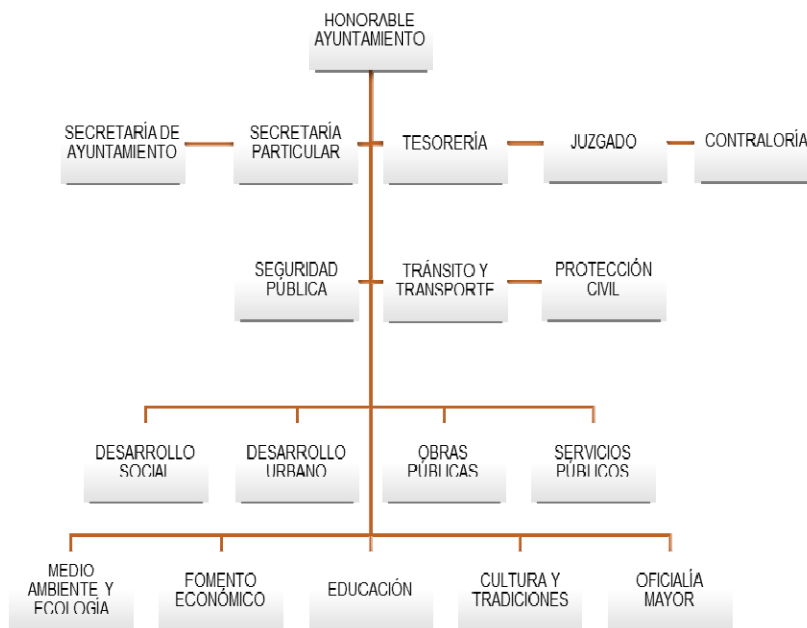 HONORABLE
AYUNTAMIENTO
SECRETARÍA DE
AYUNTAMIENTO
SECRETARÍA
PARTICULAR
TESORERÍA
JUZGADO
CONTRALORÍA
SEGURIDAD
PÚBLICA
TRÁNSITO Y
TRANSPORTE
PROTECCIÓN
CIVIL
DESARROLLO
SOCIAL
DESARROLLO
URBANO
OBRAS
PÚBLICAS
SERVICIOS
PÚBLICOS
MEDIO
AMBIENTE Y
ECOLOGÍA
FOMENTO
ECONÓMICO
EDUCACIÓN
CULTURA Y
TRADICIONES
OFICIALÍA
MAYOR